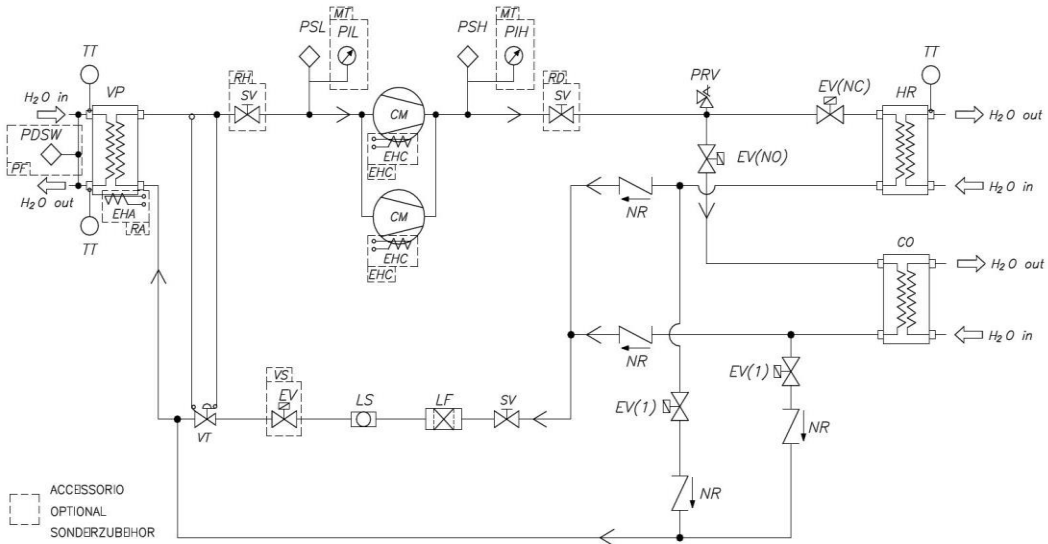 MT
MT
PSL
PIL
PSH
PIH
TT
VP
RH
SV
RD
SV
PRV
EV(NC)
HR
TT
H2O in
CM
H2O out
PDSW
EHC
EHC
EV(NO)
PF
H2O out
NR
H2O in
EHA
RA
CM
TT
EHC
EHC
CO
H2O out
NR
H2O in
VS
EV
LS
LF
SV
EV(1)
EV(1)
VT
NR
NR
ACCESSORIO
OPTIONAL
SONDERZUBEHOR